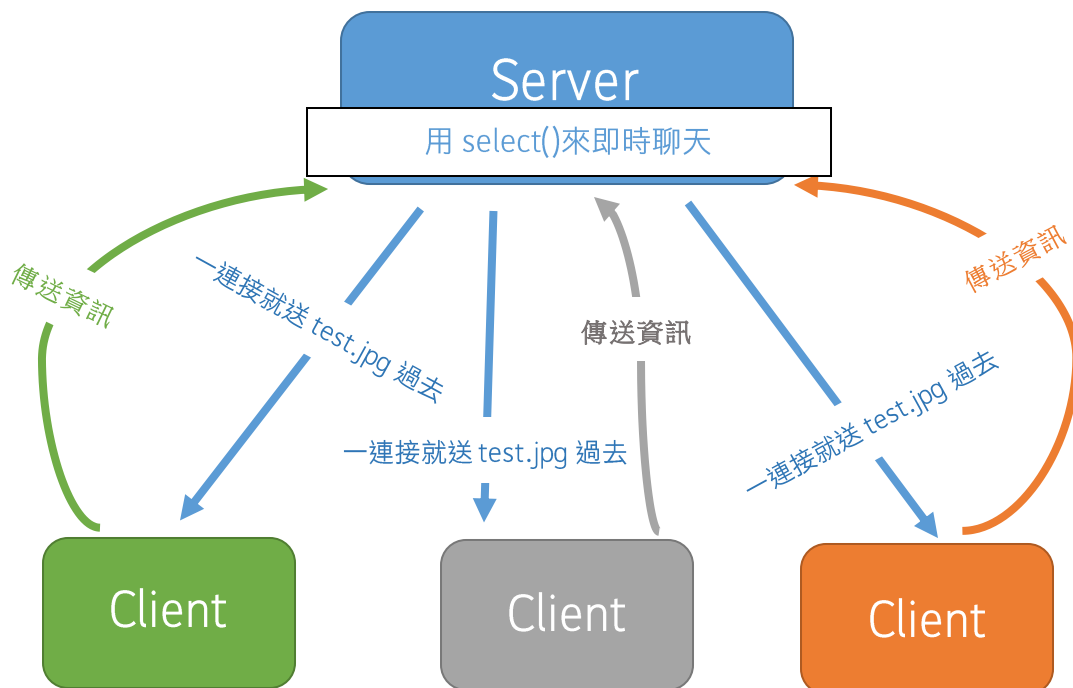 Server
用 select()來即時聊天
傳送資訊
一連接就送 test.jpg 過去
傳送資訊
傳送資訊
一連接就送 test.jpg 過去
一連接就送 test.jpg 過去
Client
Client
Client